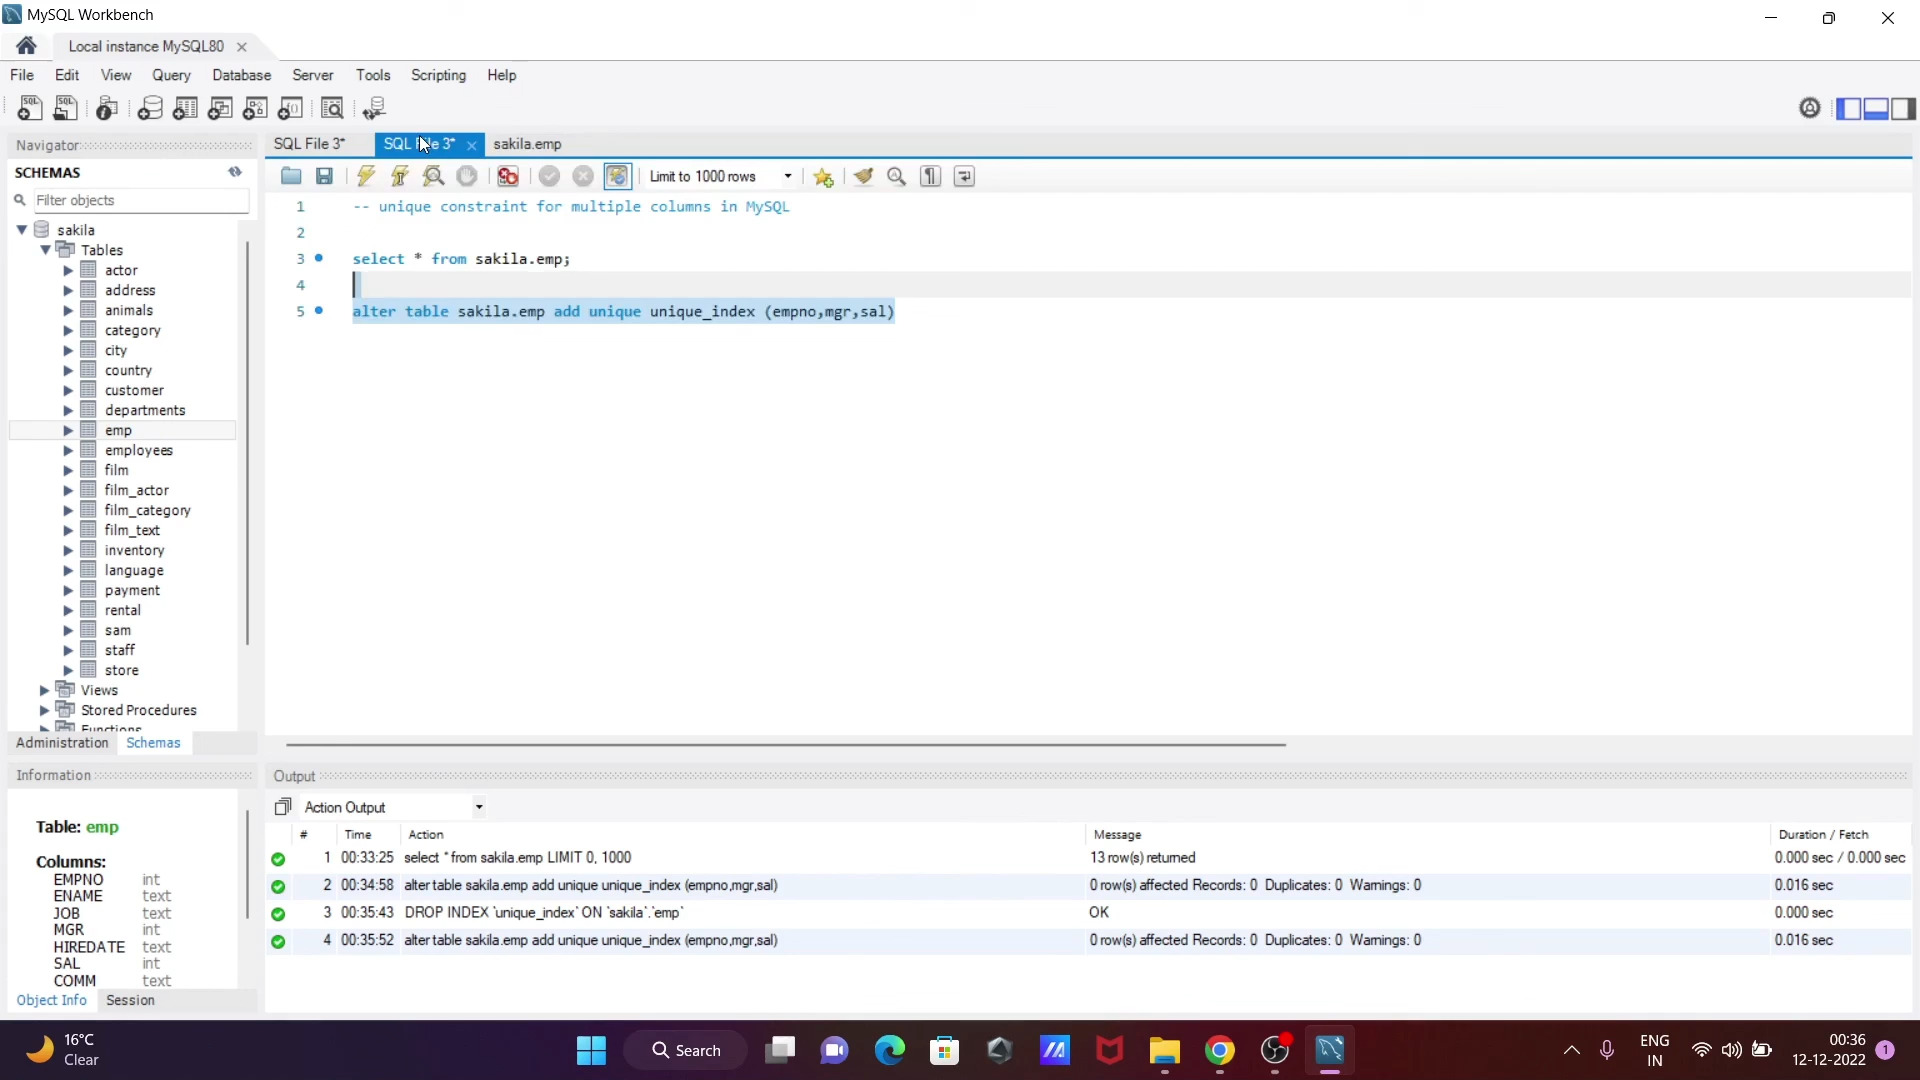 MySQL Workbench
Local instance MySQL80
File Edit View Query Database Server Tools Scripting Help
Navigator
SCHEMAS
Filter objects
sakila
Tables
actor
address
animals
category
city
country
customer
departments
emp
employees
film
film_actor
film_category
film_text
inventory
language
payment
rental
sam
staff
store
Views
Stored Procedures
Functions
Administration Schemas
Information
Table: emp
Columns:
EMPNO int
ENAME text
JOB text
MGR int
HIREDATE text
SAL int
COMM text
Object Info Session
SQL File 3* SQL File 3* sakila.emp
Limit to 1000 rows
1 -- unique constraint for multiple columns in MySQL
2
3 select * from sakila.emp;
4
5 alter table sakila.emp add unique unique_index (empno,mgr,sal)
Output
Action Output
# Time Action Message Duration / Fetch
1 00:33:25 select * from sakila.emp LIMIT 0, 1000 13 row(s) returned 0.000 sec / 0.000 sec
2 00:34:58 alter table sakila.emp add unique unique_index (empno,mgr,sal) 0 row(s) affected Records: 0 Duplicates: 0 Warnings: 0 0.016 sec
3 00:35:43 DROP INDEX `unique_index` ON `sakila`.`emp` OK 0.000 sec
4 00:35:52 alter table sakila.emp add unique unique_index (empno,mgr,sal) 0 row(s) affected Records: 0 Duplicates: 0 Warnings: 0 0.016 sec
16°C
Clear
Search
ENG
IN
00:36
12-12-2022
1